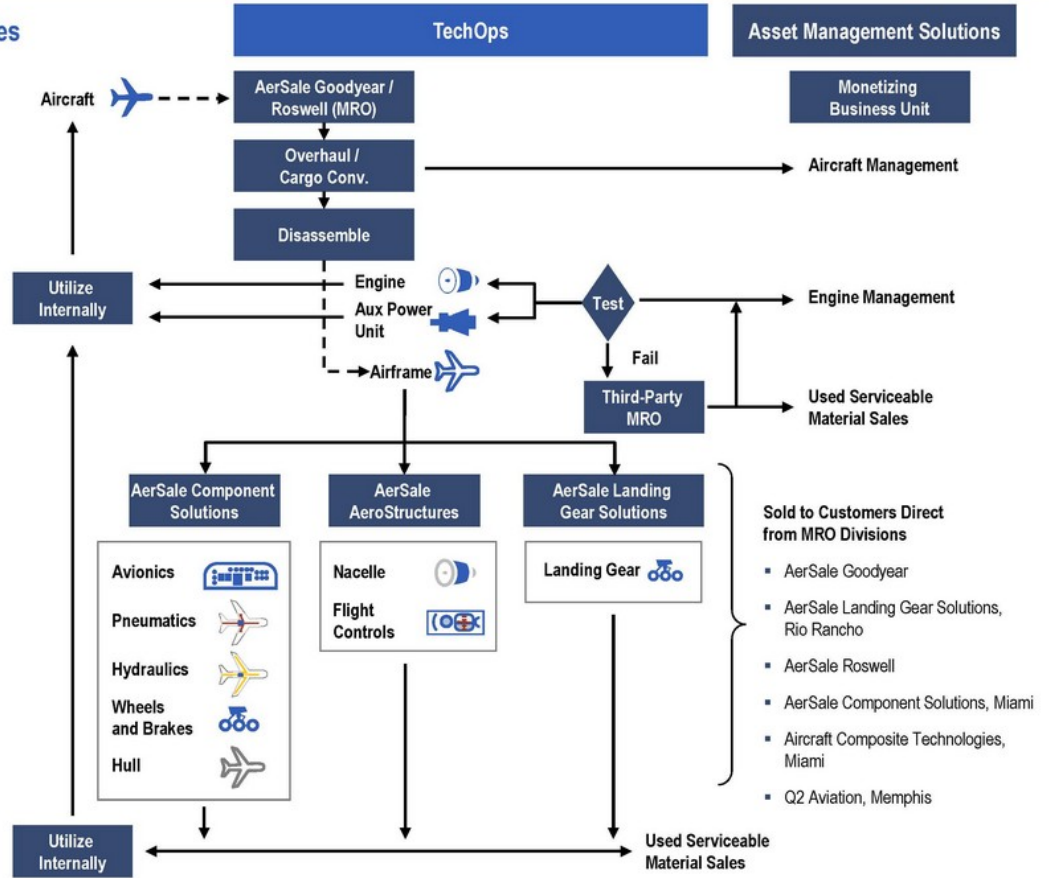 es
TechOps
Asset Management Solutions
Aircraft
AerSale Goodyear /
Roswell (MRO)
Monetizing
Business Unit
Overhaul /
Cargo Conv.
Aircraft Management
Disassemble
Utilize
Internally
Engine
Aux Power
Unit
Test
Engine Management
Fail
Airframe
Third-Party
MRO
Used Serviceable
Material Sales
AerSale Component
Solutions
AerSale
AeroStructures
AerSale Landing
Gear Solutions
Avionics
Pneumatics
Hydraulics
Wheels
and Brakes
Hull
Nacelle
Flight
Controls
Landing Gear
Sold to Customers Direct
from MRO Divisions
▪ AerSale Goodyear
▪ AerSale Landing Gear Solutions,
Rio Rancho
▪ AerSale Roswell
▪ AerSale Component Solutions, Miami
▪ Aircraft Composite Technologies,
Miami
▪ Q2 Aviation, Memphis
Utilize
Internally
Used Serviceable
Material Sales